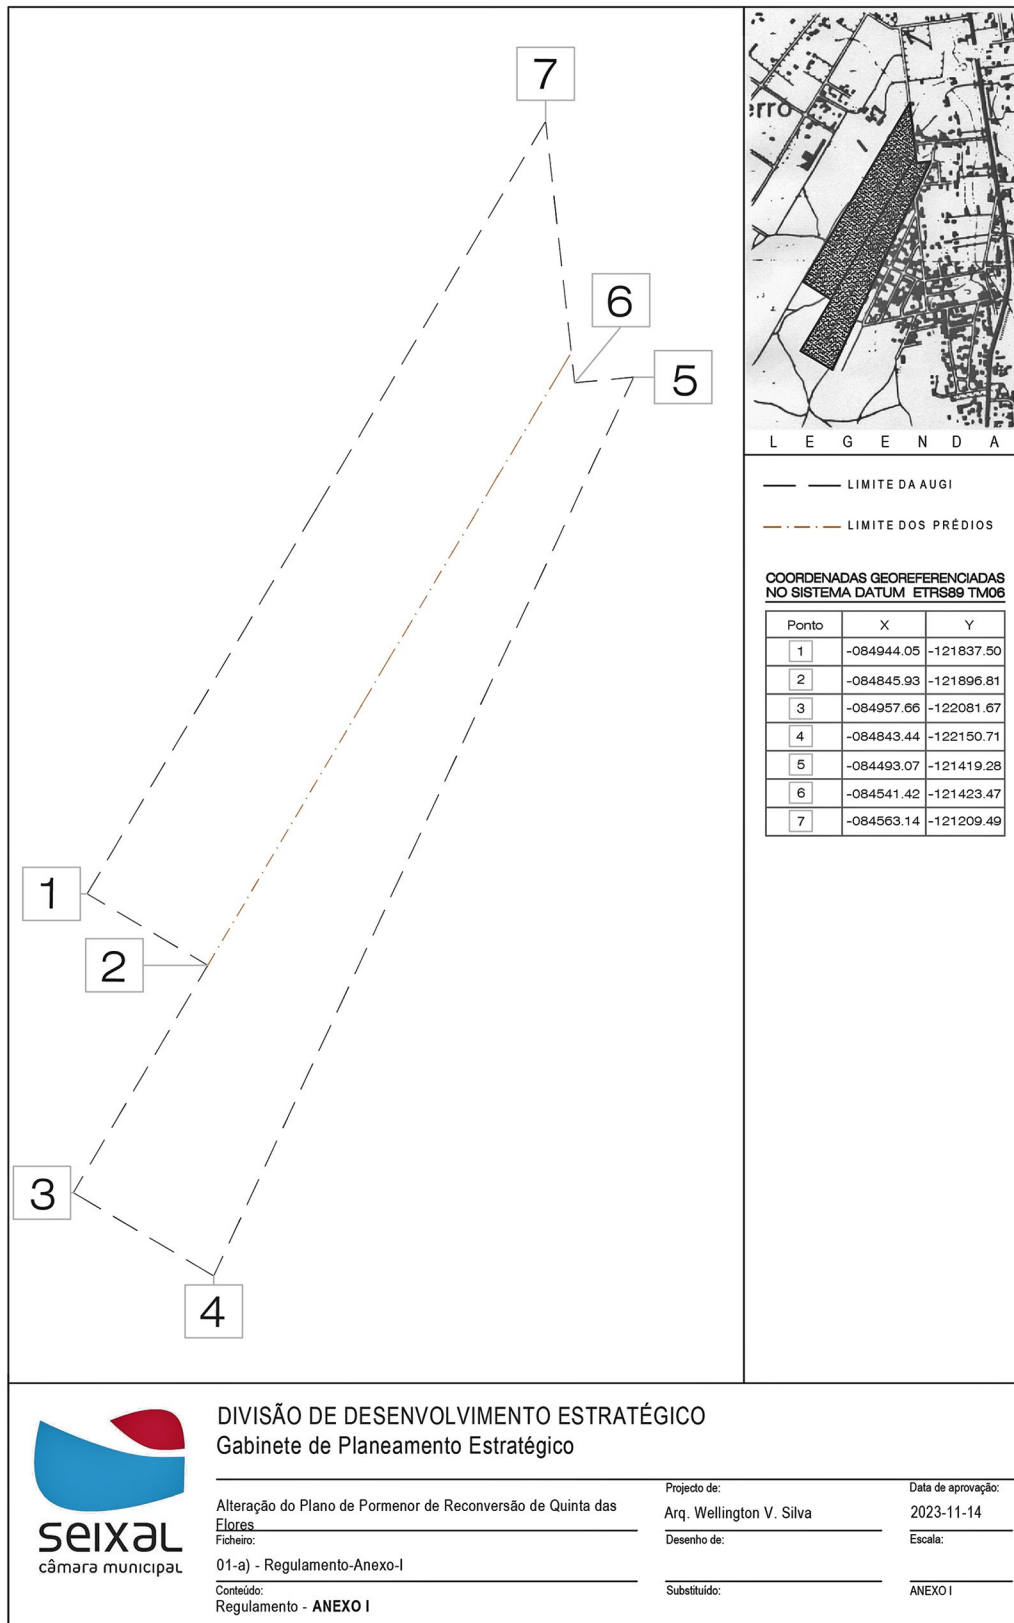 7
6
5
1
2
3
4
erro
L E G E N D A
LIMITE DA AUGI
LIMITE DOS PRÉDIOS
COORDENADAS GEOREFERENCIADAS
NO SISTEMA DATUM ETRS89 TM06
Ponto X Y
1 -084944.05 -121837.50
2 -084845.93 -121896.81
3 -084957.66 -122081.67
4 -084843.44 -122150.71
5 -084493.07 -121419.28
6 -084541.42 -121423.47
7 -084563.14 -121209.49
seixal
câmara municipal
DIVISÃO DE DESENVOLVIMENTO ESTRATÉGICO
Gabinete de Planeamento Estratégico
Alteração do Plano de Pormenor de Reconversão de Quinta das
Flores
Ficheiro:
01-a) - Regulamento-Anexo-I
Conteúdo:
Regulamento - ANEXO I
Projecto de:
Arq. Wellington V. Silva
Desenho de:
Substituído:
Data de aprovação:
2023-11-14
Escala:
ANEXO I